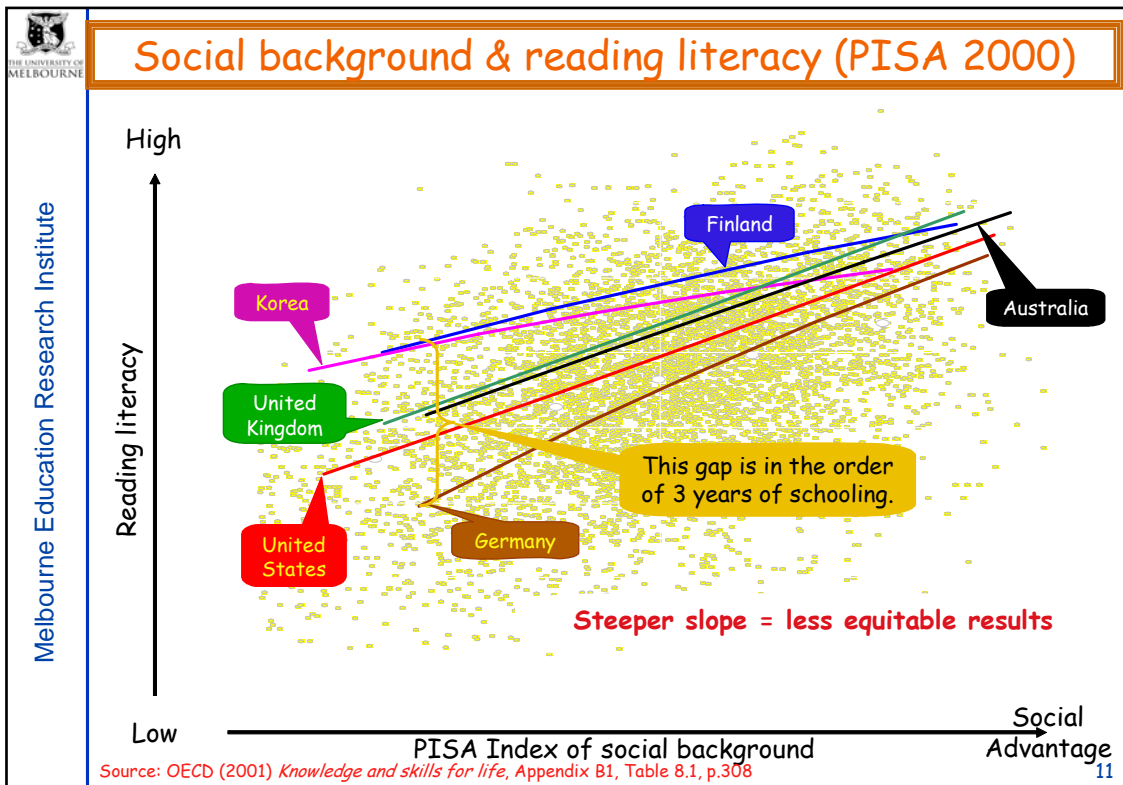 THE UNIVERSITY OF
MELBOURNE
Social background & reading literacy (PISA 2000)
Melbourne Education Research Institute
High
Reading literacy
Low
Finland
Korea
Australia
United
Kingdom
This gap is in the order
of 3 years of schooling.
Germany
United
States
Steeper slope = less equitable results
PISA Index of social background
Social
Advantage
Source: OECD (2001) Knowledge and skills for life, Appendix B1, Table 8.1, p.308
11